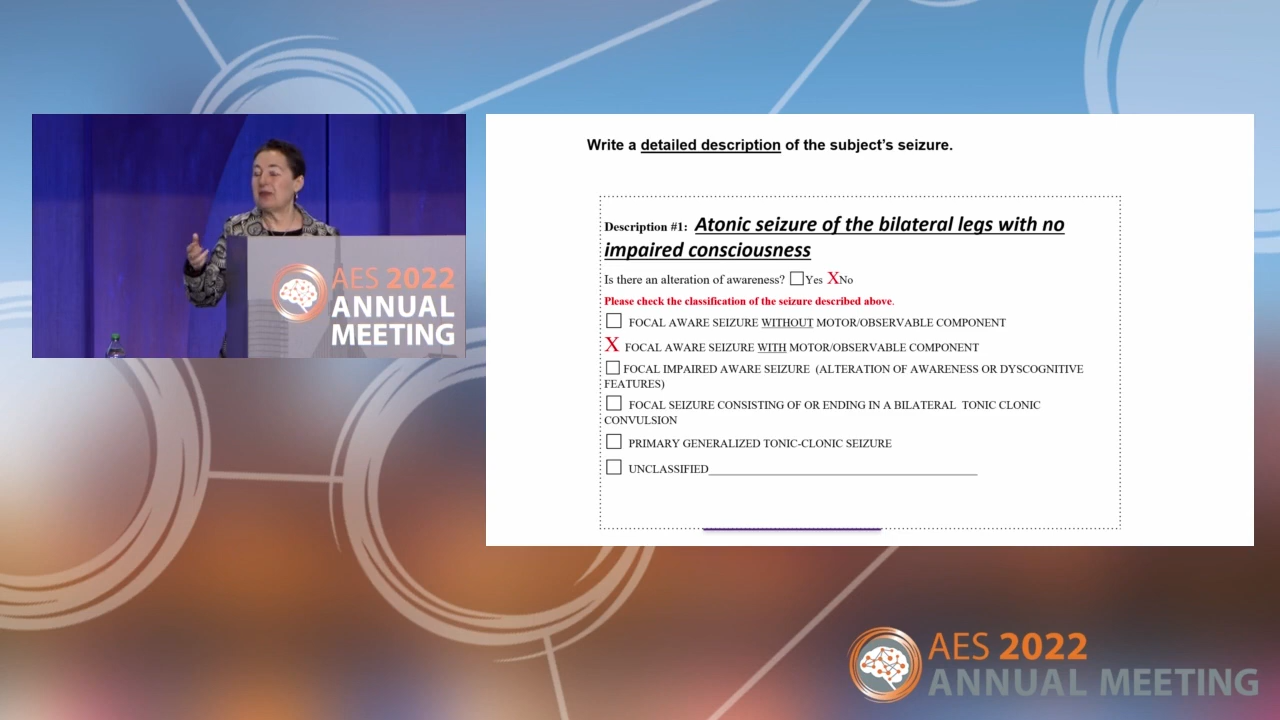 AES 2022
ANNUAL
MEETING
Write a detailed description of the subject's seizure.
Description #1: Atonic seizure of the bilateral legs with no
impaired consciousness
Is there an alteration of awareness? ☐Yes XNo
Please check the classification of the seizure described above.
☐ FOCAL AWARE SEIZURE WITHOUT MOTOR/OBSERVABLE COMPONENT
X FOCAL AWARE SEIZURE WITH MOTOR/OBSERVABLE COMPONENT
☐ FOCAL IMPAIRED AWARE SEIZURE (ALTERATION OF AWARENESS OR DYSCOGNITIVE
FEATURES)
☐ FOCAL SEIZURE CONSISTING OF OR ENDING IN A BILATERAL TONIC CLONIC
CONVULSION
☐ PRIMARY GENERALIZED TONIC-CLONIC SEIZURE
☐ UNCLASSIFIED
AES 2022
ANNUAL MEETING